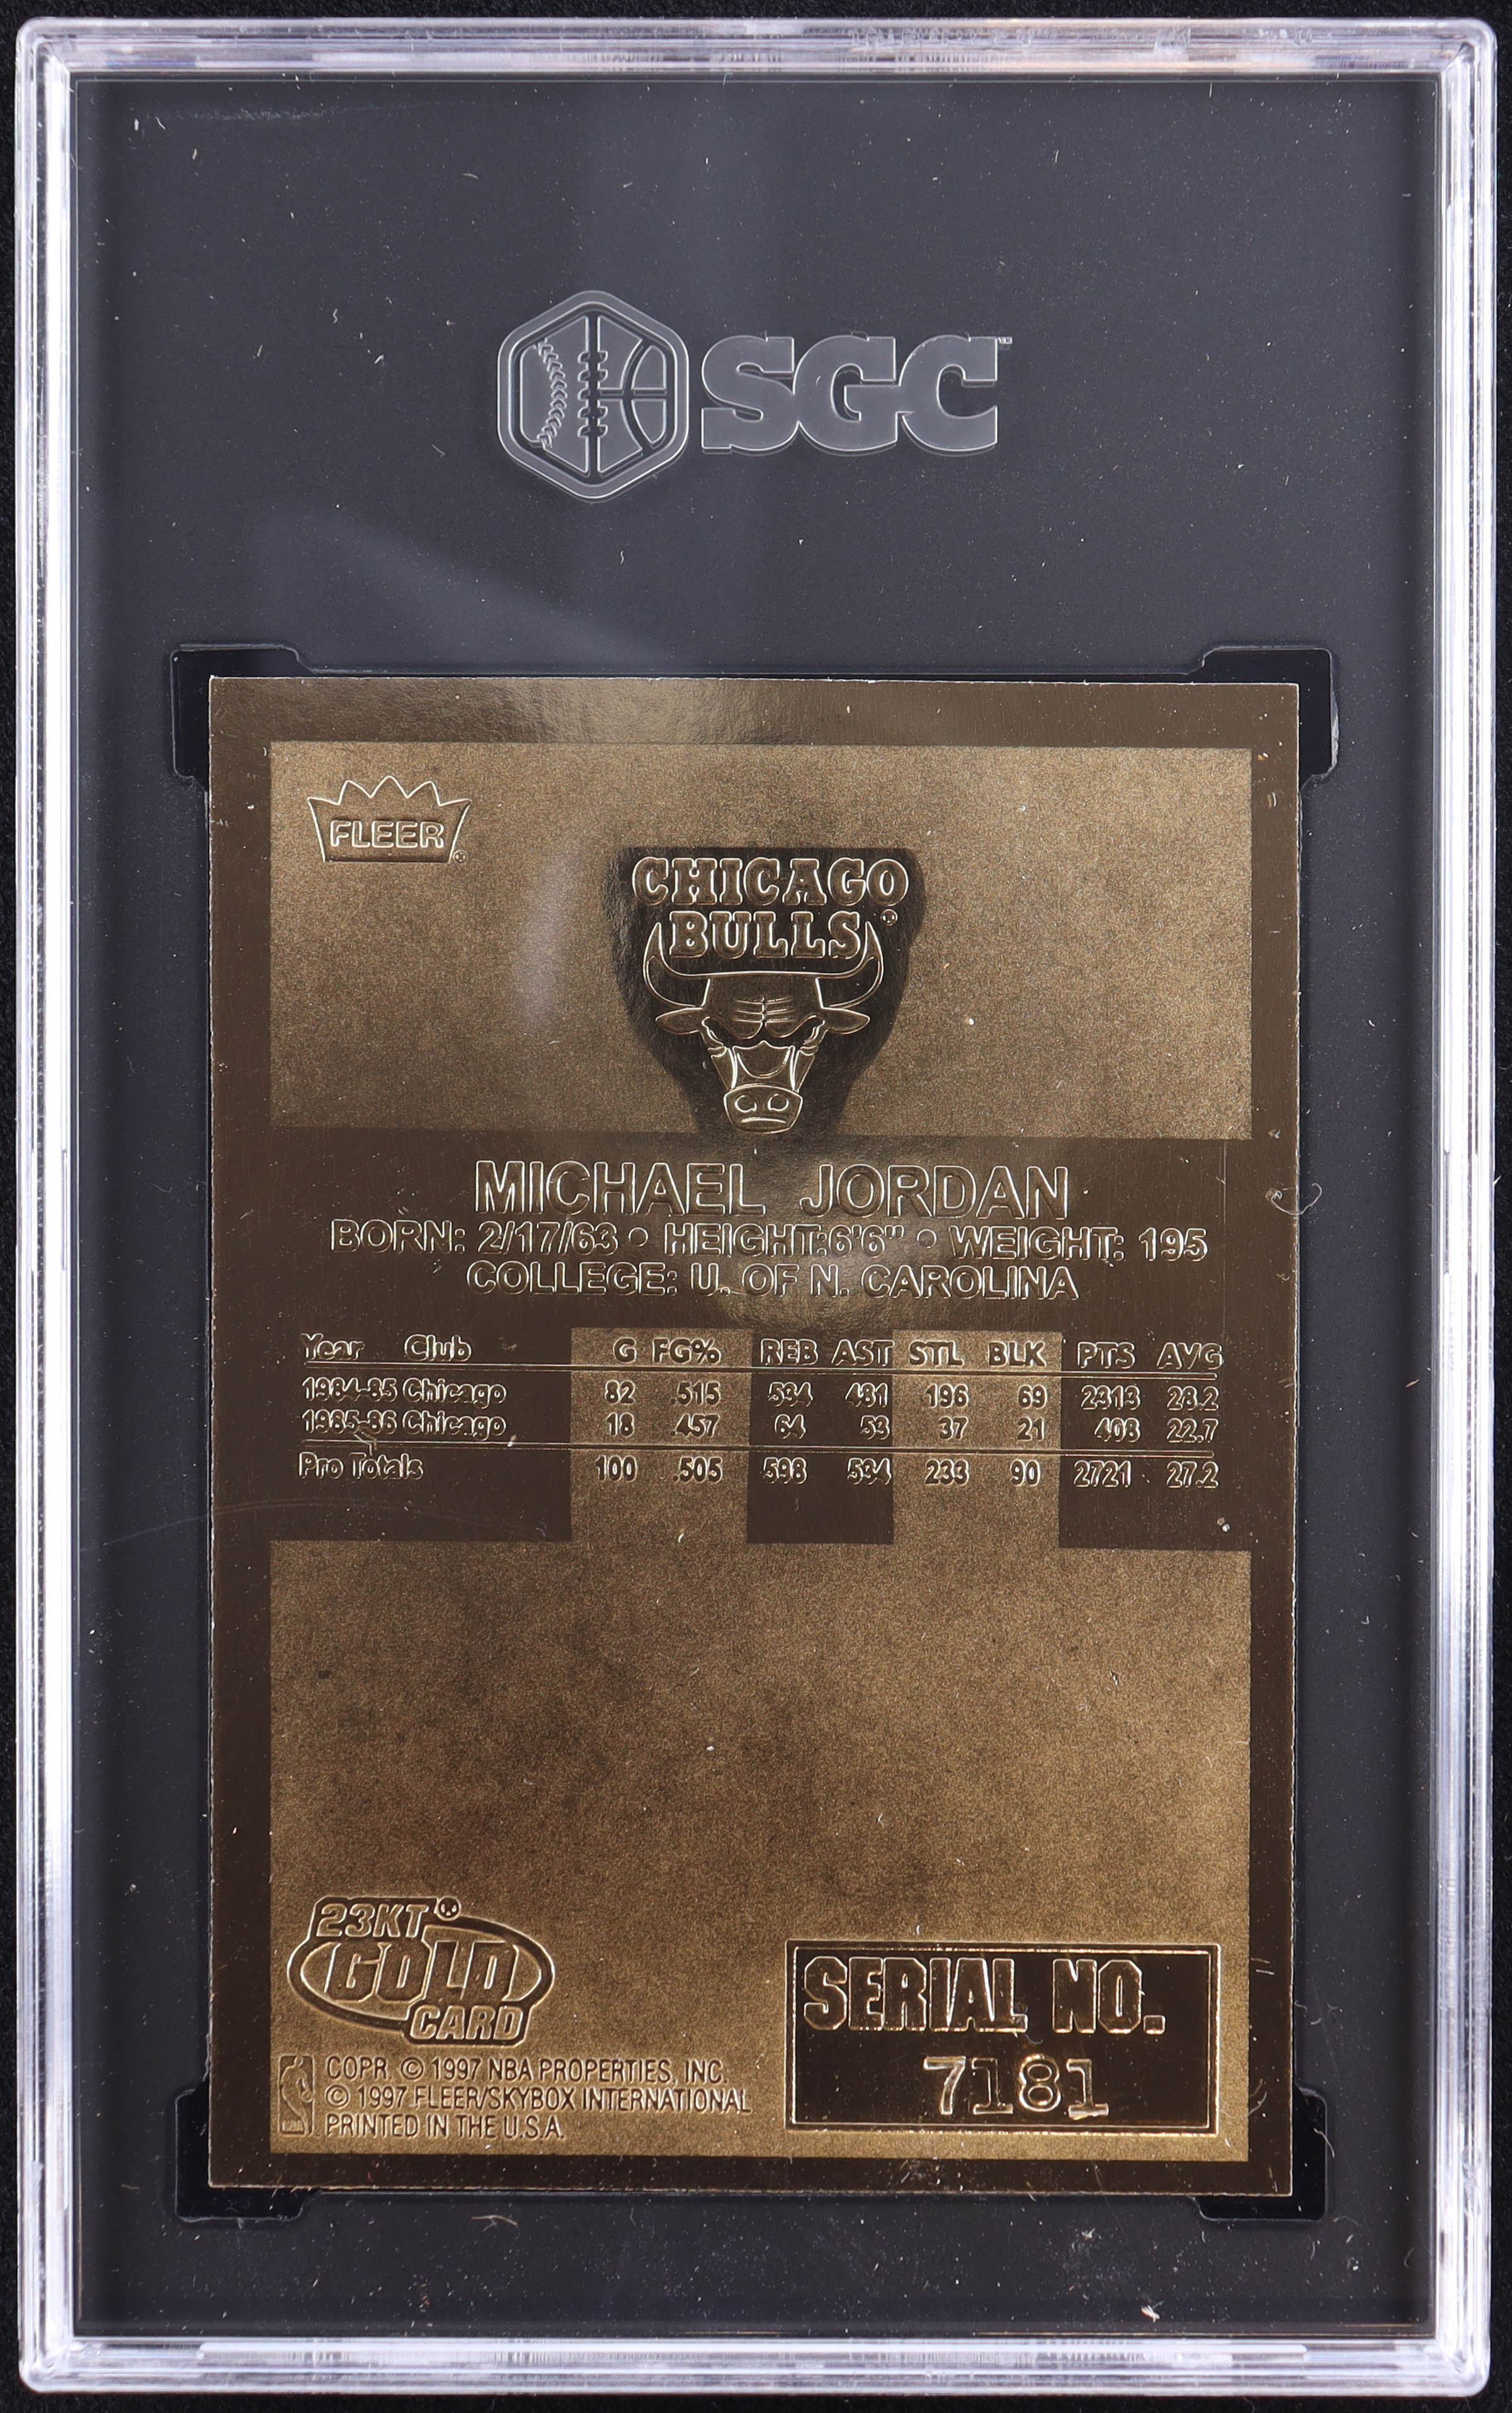 SGC™
FLEER
CHICAGO
BULLS
MICHAEL JORDAN
BORN: 2/17/63 • HEIGHT:6'6" • WEIGHT: 195
COLLEGE: U. OF N. CAROLINA
Year Club G FG% REB AST STL BLK PTS AVG
1984-85 Chicago 82 .515 534 481 196 69 2313 28.2
1985-86 Chicago 18 .457 64 53 37 21 408 22.7
Pro Totals 100 .505 598 534 233 90 2721 27.2
23KT
GOLD
CARD
SERIAL NO.
7181
COPR. © 1997 NBA PROPERTIES, INC.
© 1997 FLEER/SKYBOX INTERNATIONAL
PRINTED IN THE U.S.A.
NBA